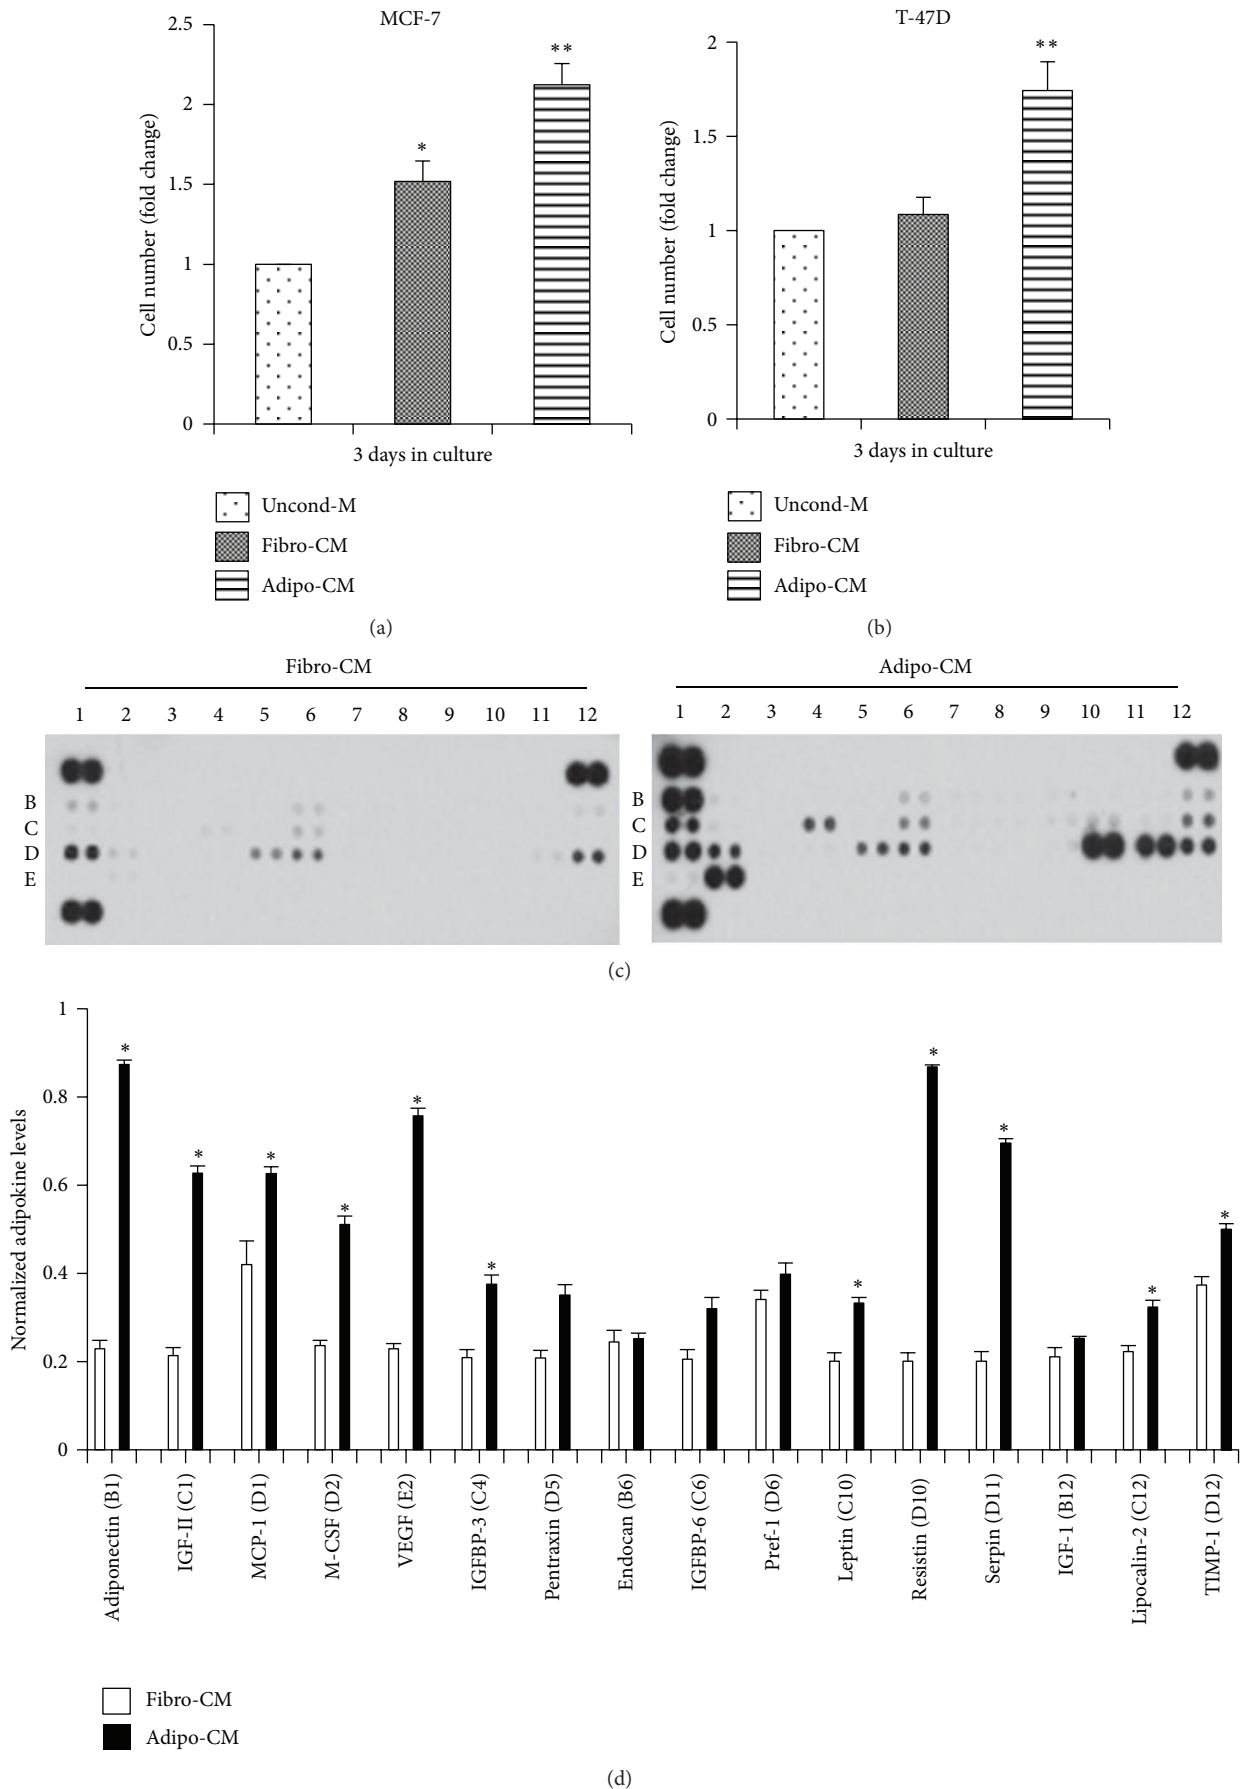 MCF-7
2.5
2
1.5
1
0.5
0
Cell number (fold change)
*
**
3 days in culture
Uncond-M
Fibro-CM
Adipo-CM
(a)
T-47D
2
1.5
1
0.5
0
Cell number (fold change)
**
3 days in culture
Uncond-M
Fibro-CM
Adipo-CM
(b)
Fibro-CM
1 2 3 4 5 6 7 8 9 10 11 12
B
C
D
E
Adipo-CM
1 2 3 4 5 6 7 8 9 10 11 12
B
C
D
E
(c)
1
0.8
0.6
0.4
0.2
0
Normalized adipokine levels
* * * * * * * * * * *
Adiponectin (B1)
IGF-II (C1)
MCP-1 (D1)
M-CSF (D2)
VEGF (E2)
IGFBP-3 (C4)
Pentraxin (D5)
Endocan (B6)
IGFBP-6 (C6)
Pref-1 (D6)
Leptin (C10)
Resistin (D10)
Serpin (D11)
IGF-1 (B12)
Lipocalin-2 (C12)
TIMP-1 (D12)
Fibro-CM
Adipo-CM
(d)